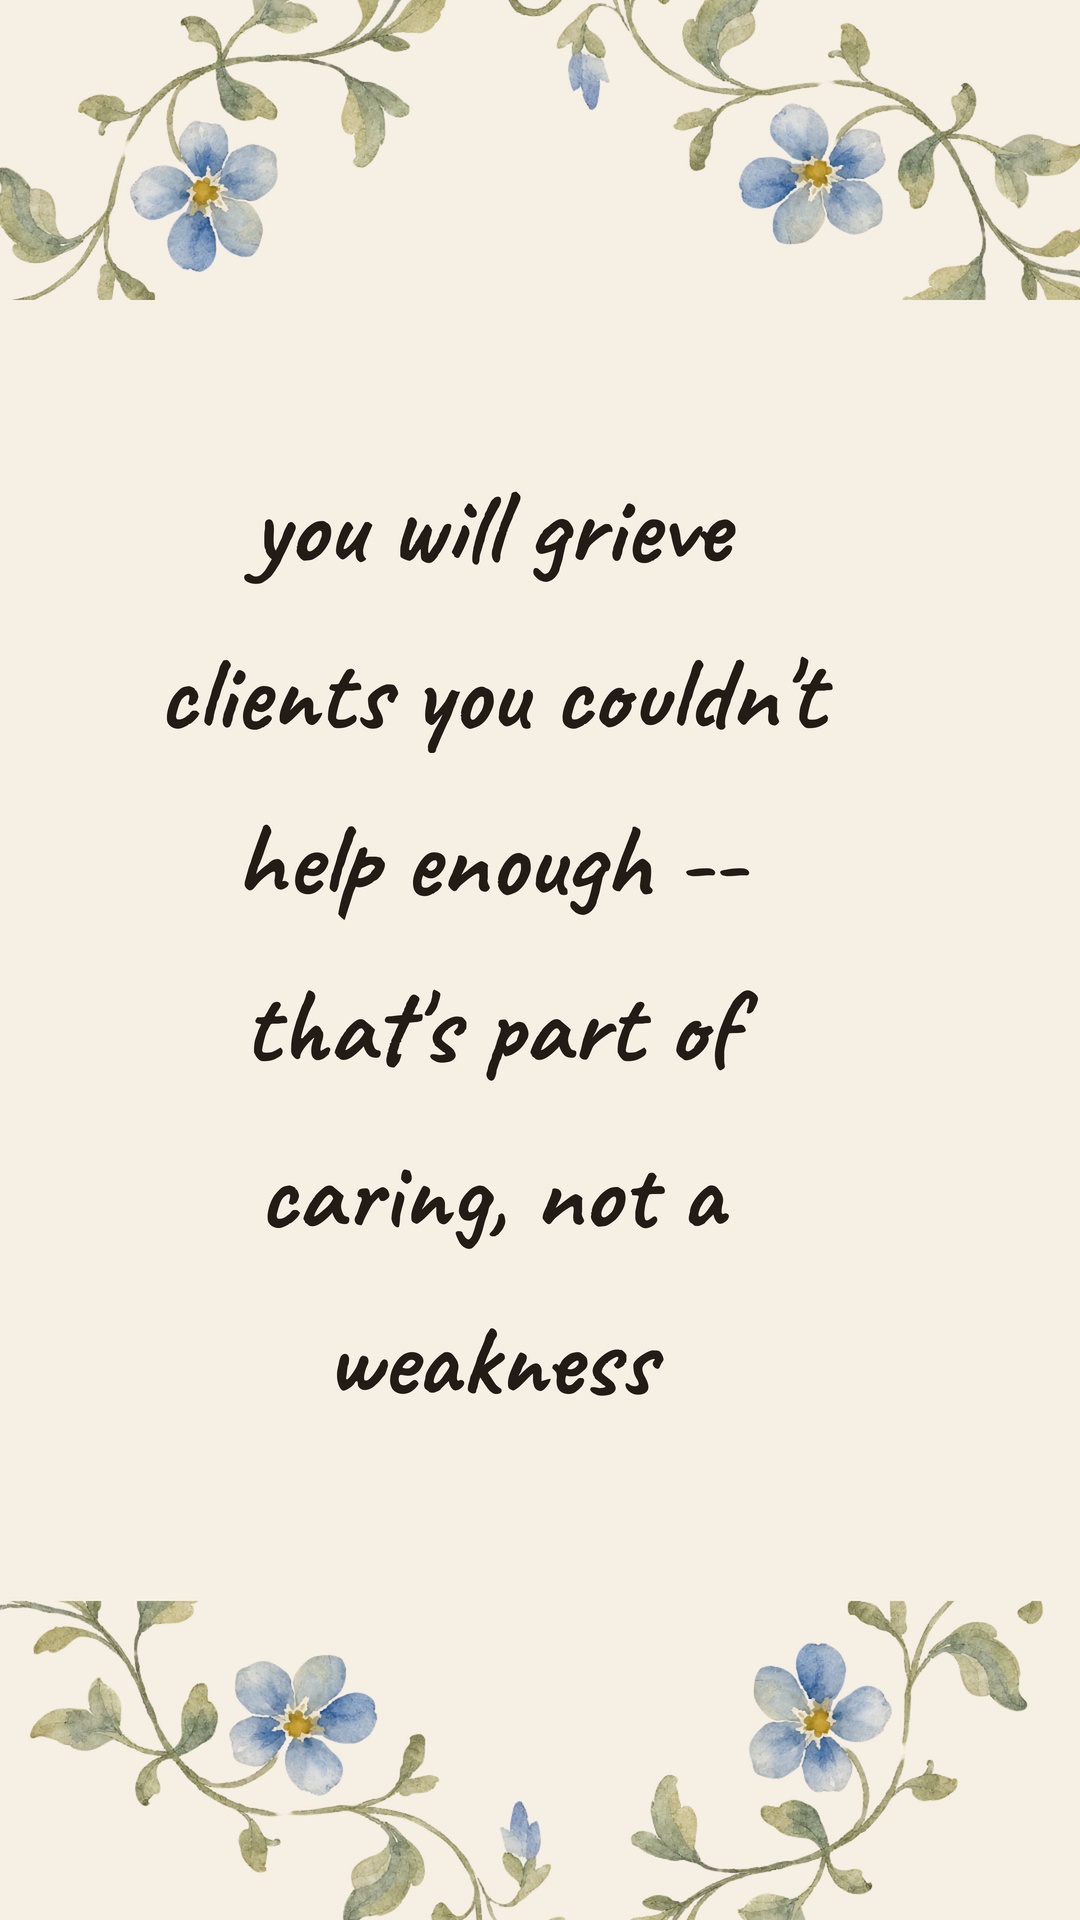 you will grieve
clients you couldn't
help enough --
that's part of
caring, not a
weakness